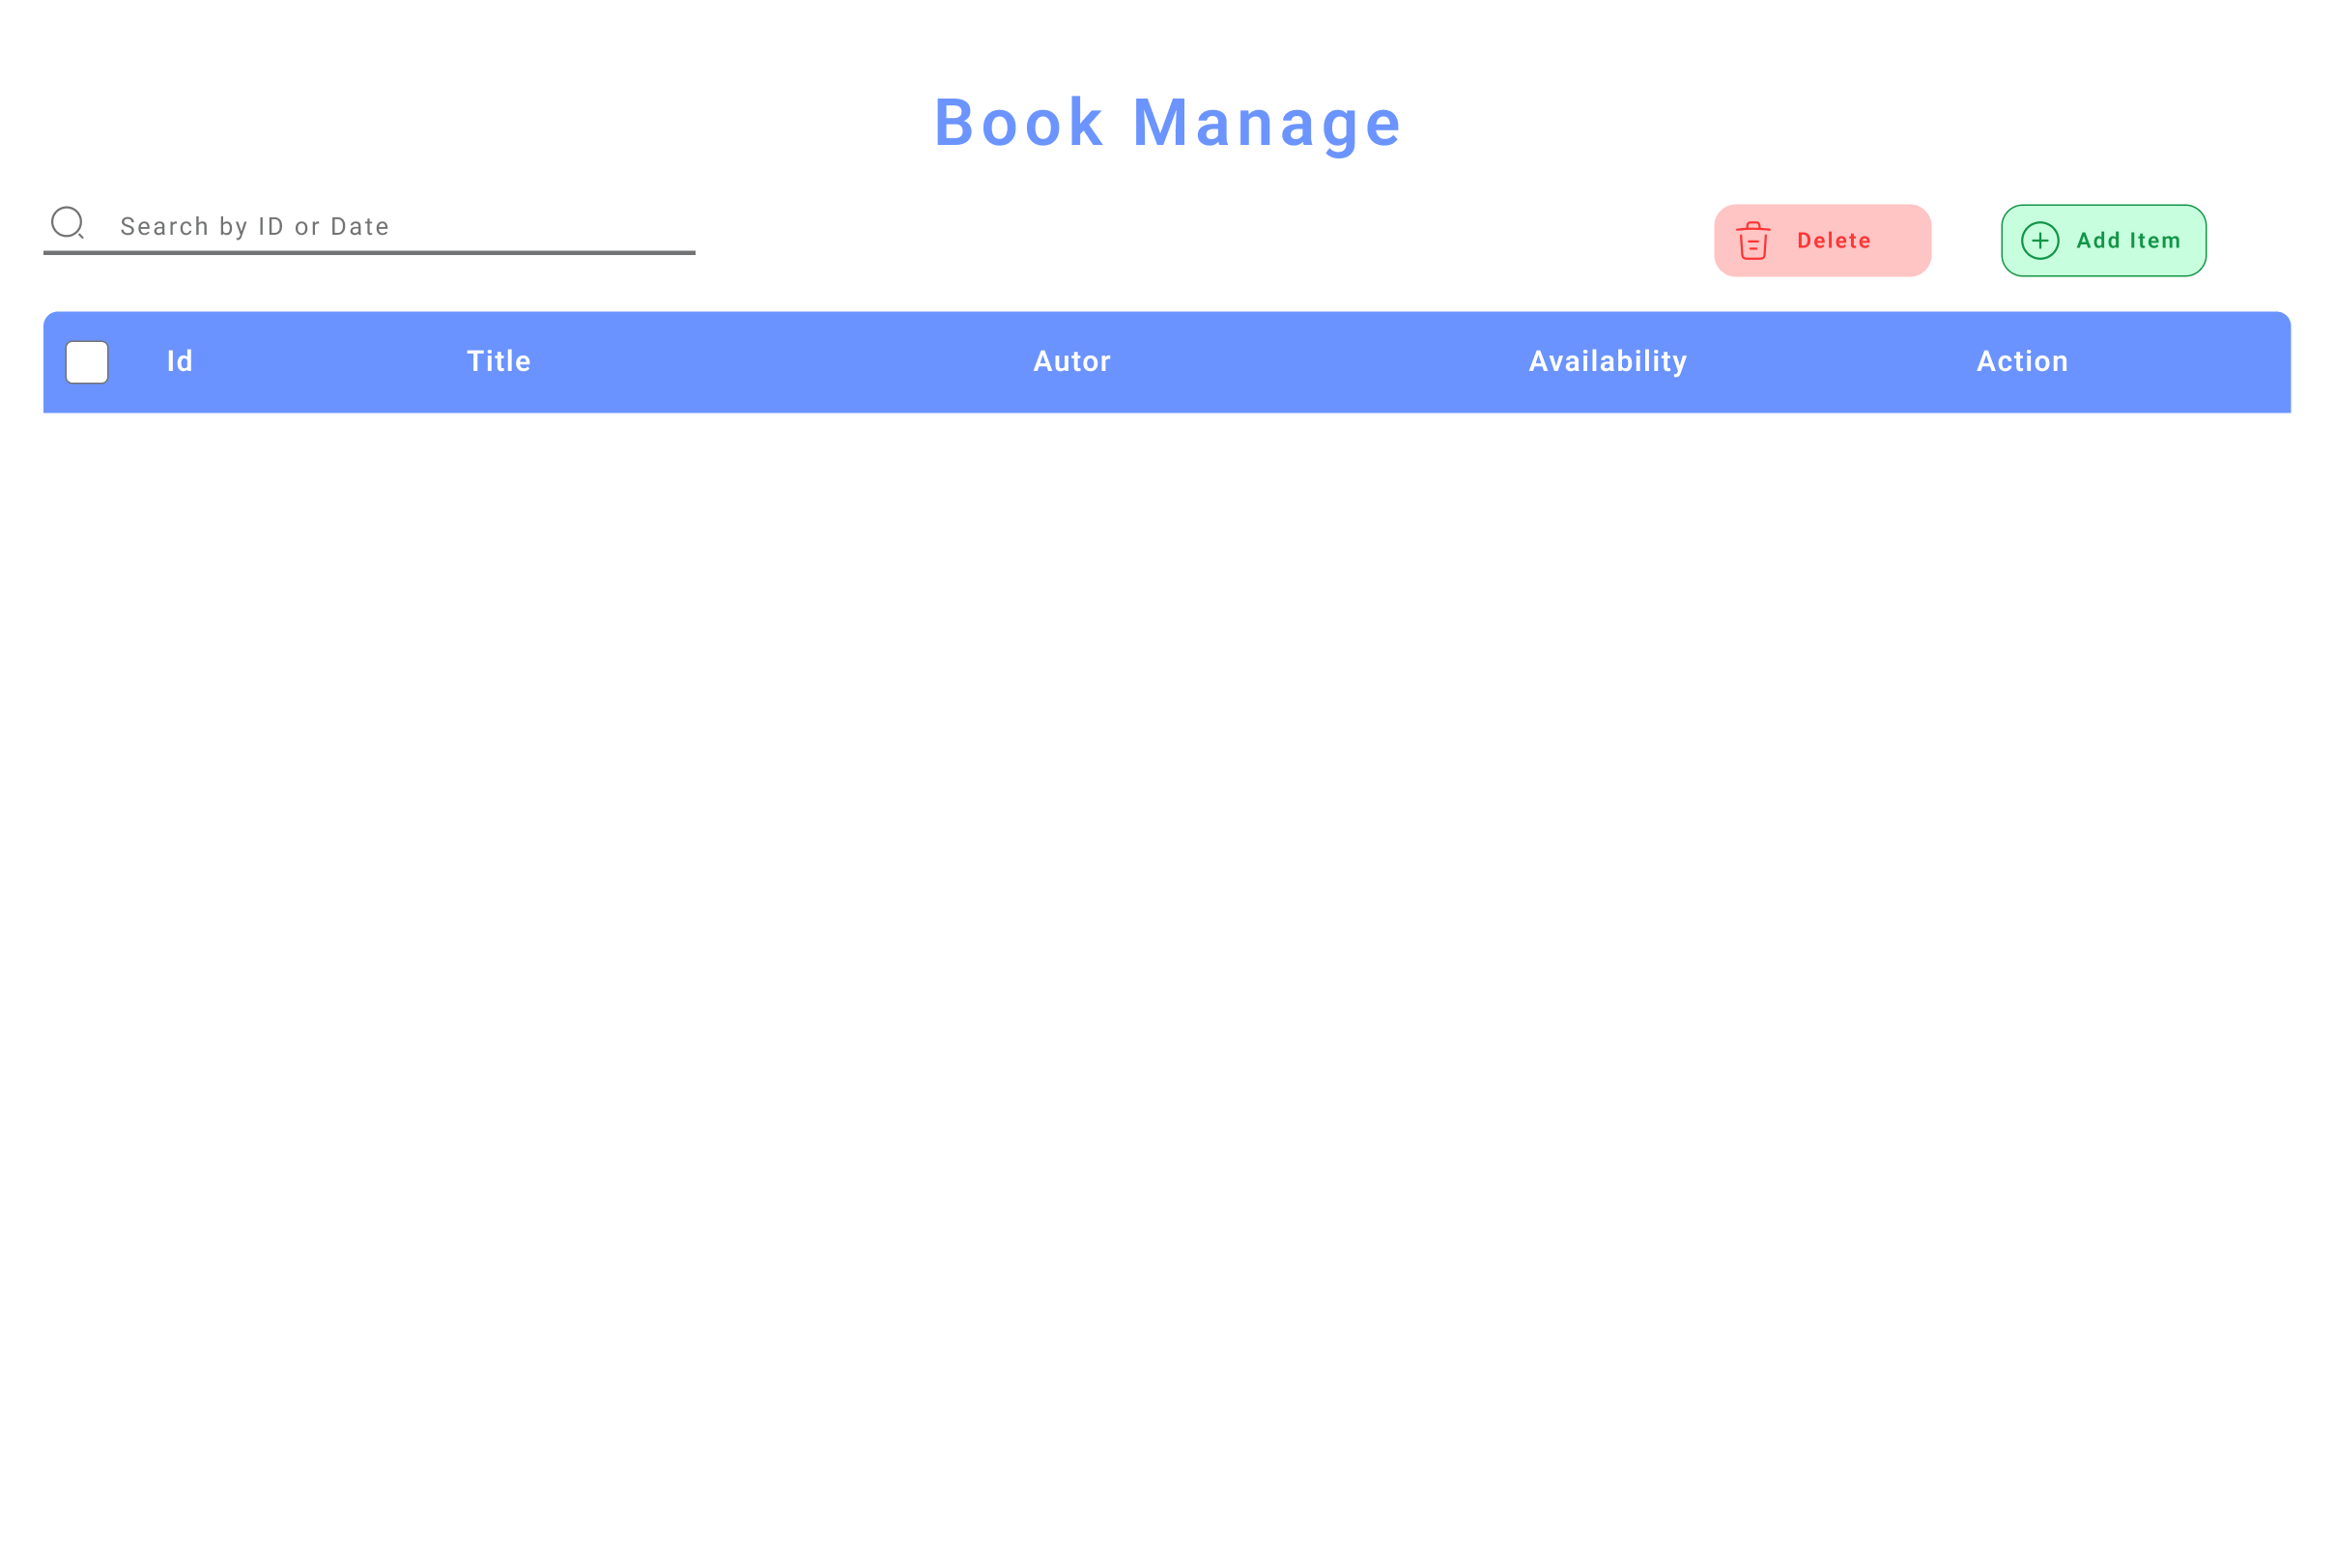 Book Manage
Search by ID or Date
Delete
Add Item
Id Title Autor Availability Action